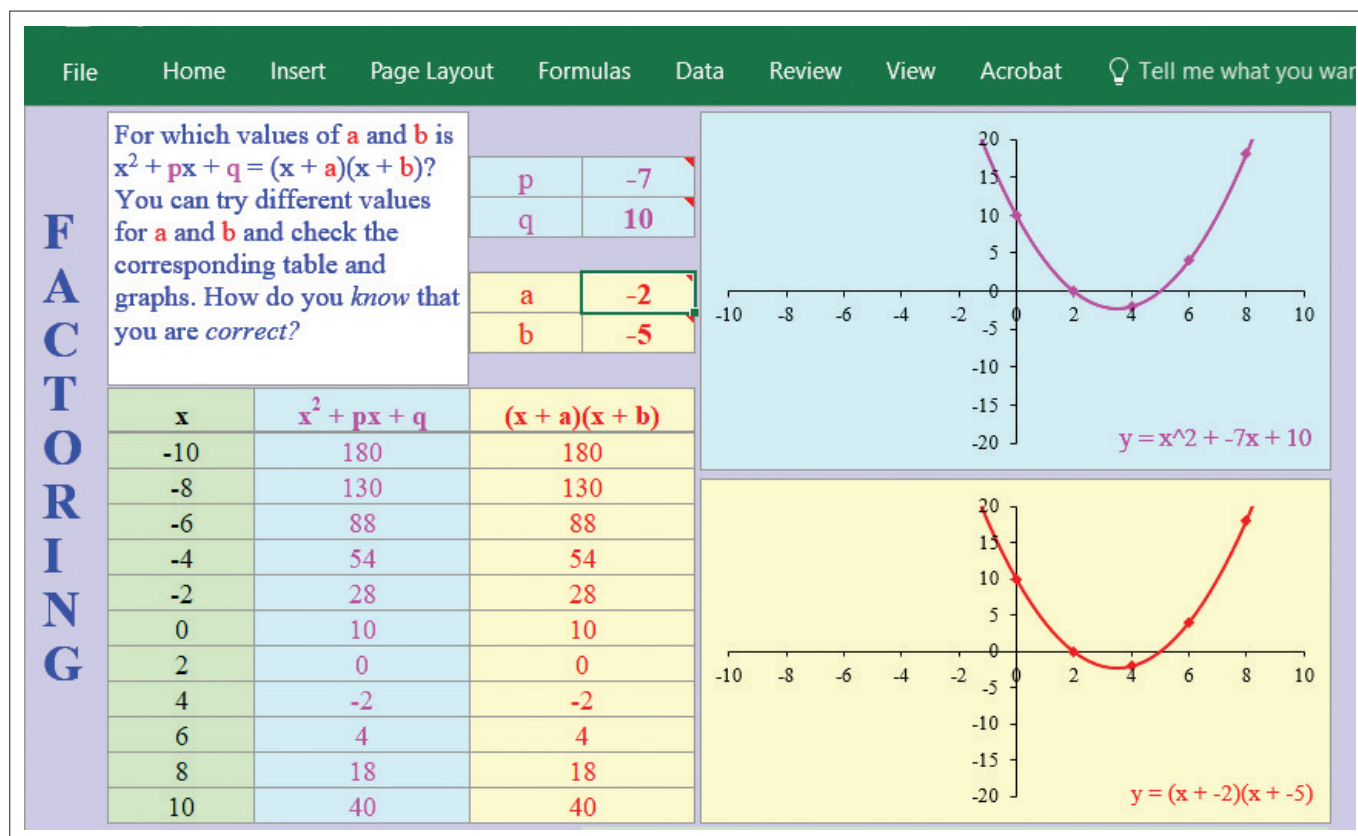 File Home Insert Page Layout Formulas Data Review View Acrobat Tell me what you wan
FACTORING
For which values of a and b is
x² + px + q = (x + a)(x + b)?
You can try different values
for a and b and check the
corresponding table and
graphs. How do you know that
you are correct?
p -7
q 10
a -2
b -5
x x² + px + q (x + a)(x + b)
-10 180 180
-8 130 130
-6 88 88
-4 54 54
-2 28 28
0 10 10
2 0 0
4 -2 -2
6 4 4
8 18 18
10 40 40
20
15
10
5
0
-10 -8 -6 -4 -2 0 2 4 6 8 10
-5
-10
-15
-20
y = x^2 + -7x + 10
20
15
10
5
0
-10 -8 -6 -4 -2 0 2 4 6 8 10
-5
-10
-15
-20
y = (x + -2)(x + -5)